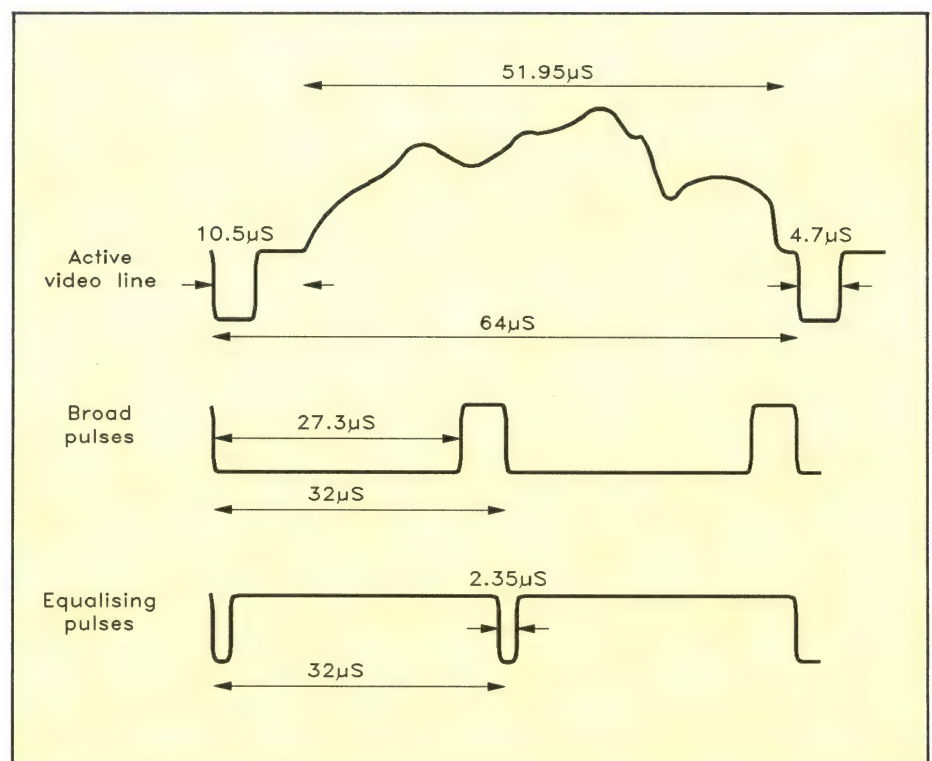 51.95µS
10.5µS
4.7µS
Active
video line
64µS
Broad
pulses
27.3µS
32µS
2.35µS
Equalising
pulses
32µS